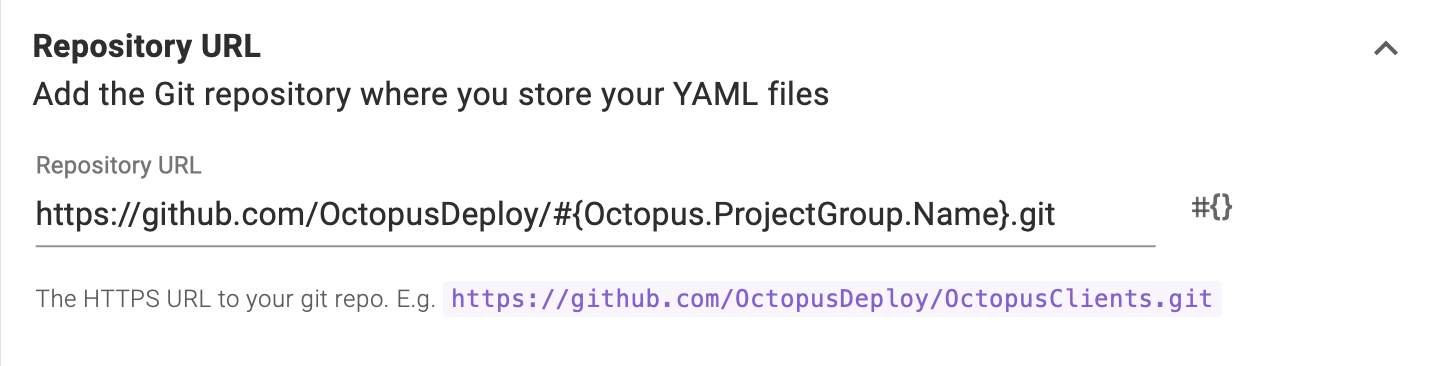 Repository URL
Add the Git repository where you store your YAML files
Repository URL
https://github.com/OctopusDeploy/#{Octopus.ProjectGroup.Name}.git
#{}
The HTTPS URL to your git repo. E.g. https://github.com/OctopusDeploy/OctopusClients.git